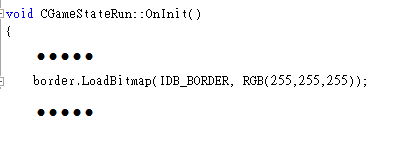 void CGameStateRun::OnInit()
{
●●●●●
border.LoadBitmap(IDB_BORDER, RGB(255,255,255));
●●●●●